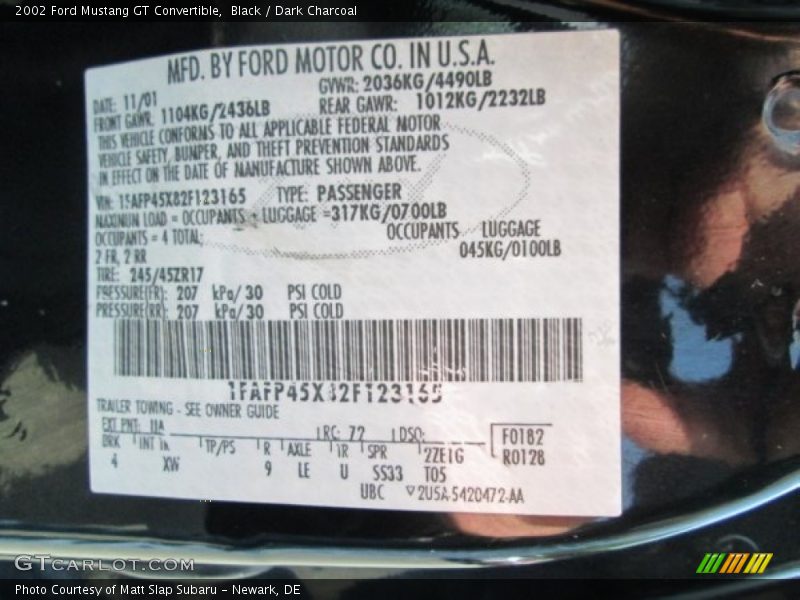 2002 Ford Mustang GT Convertible, Black / Dark Charcoal
MFD. BY FORD MOTOR CO. IN U.S.A.
DATE: 11/01 GVWR: 2036KG/4490LB
FRONT GAWR: 1104KG/2436LB REAR GAWR: 1012KG/2232LB
THIS VEHICLE CONFORMS TO ALL APPLICABLE FEDERAL MOTOR
VEHICLE SAFETY, BUMPER, AND THEFT PREVENTION STANDARDS
IN EFFECT ON THE DATE OF MANUFACTURE SHOWN ABOVE.
VIN: 1FAFP45X82F123165 TYPE: PASSENGER
MAXIMUM LOAD = OCCUPANTS + LUGGAGE =317KG/0700LB
OCCUPANTS = 4 TOTAL: OCCUPANTS LUGGAGE
2 FR, 2 RR 045KG/0100LB
TIRE: 245/45ZR17
PRESSURE(FR): 207 kPa/ 30 PSI COLD
PRESSURE(RR): 207 kPa/ 30 PSI COLD
1FAFP45X82F123165
TRAILER TOWING - SEE OWNER GUIDE
EXT PNT: UA RC: 72 DSO: F0182
BRK INT TR TP/PS R AXLE TR SPR 2ZE1G R0128
4 XW 9 LE U SS33 T05
UBC 2U5A-5420472-AA
GTCARLOT.COM
Photo Courtesy of Matt Slap Subaru - Newark, DE